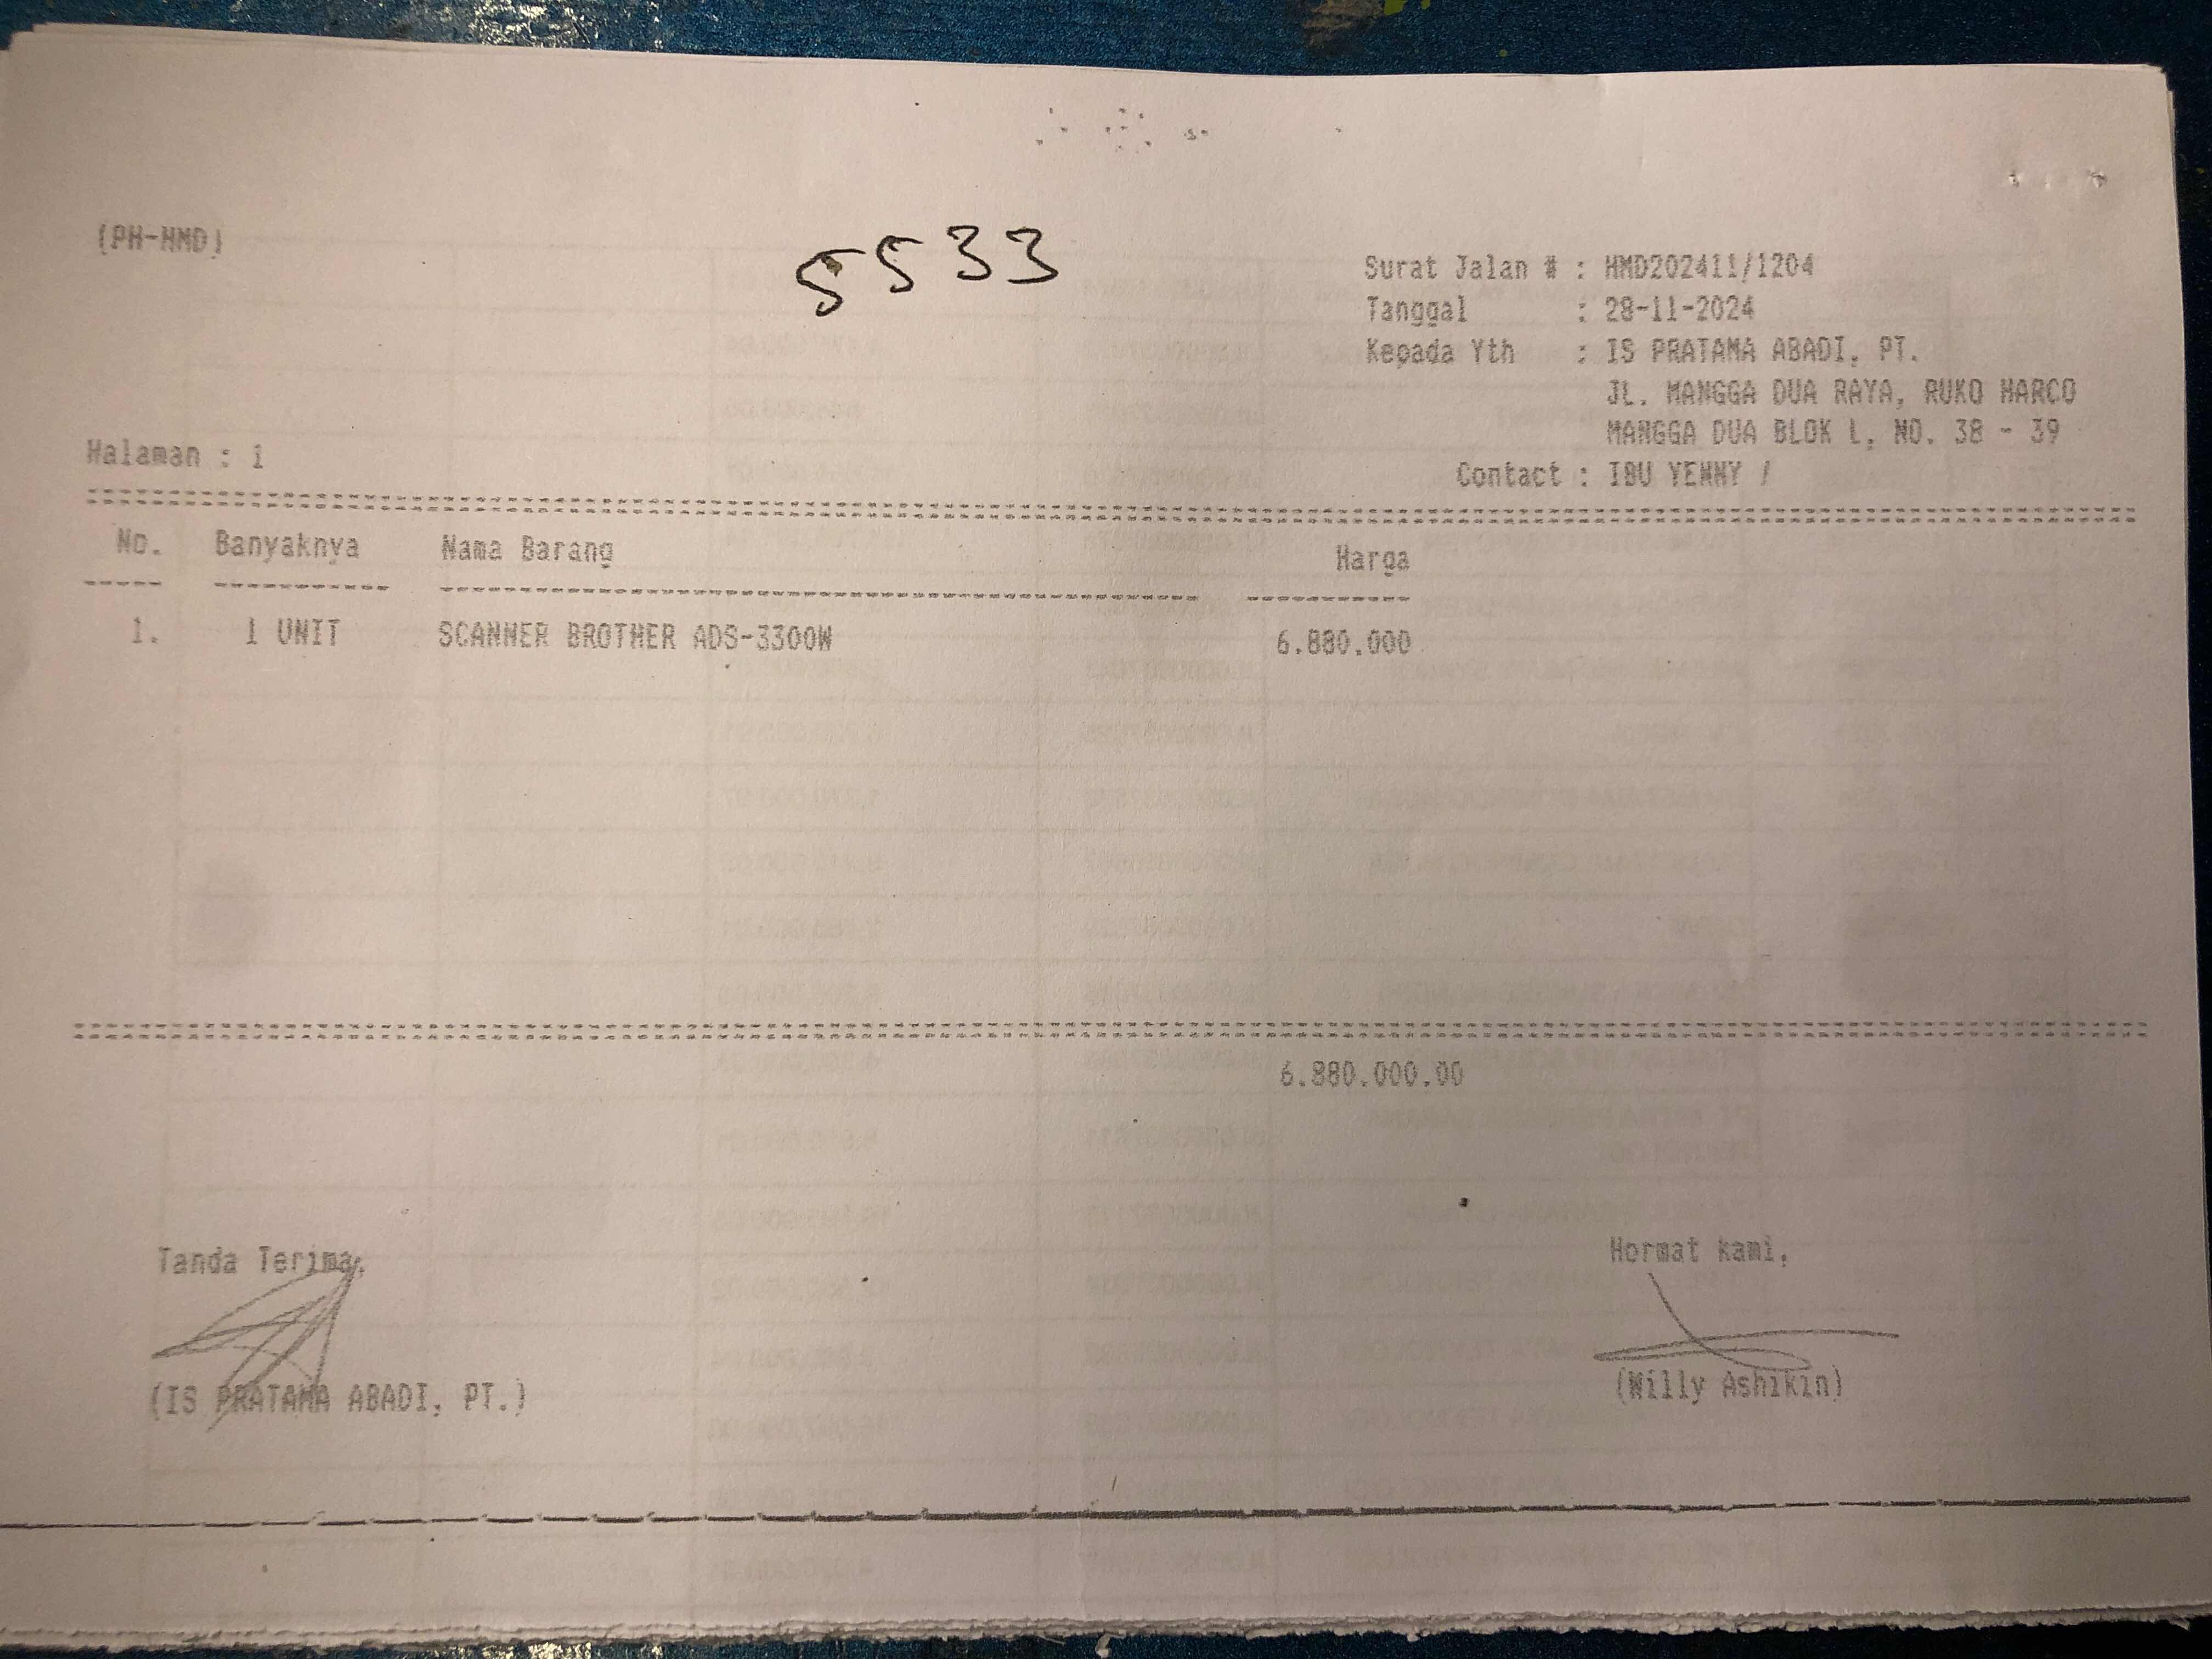 (PH-HMD)
5533
Surat Jalan # : HMD202411/1204
Tanggal : 28-11-2024
Kepada Yth : IS PRATAMA ABADI, PT.
JL. MANGGA DUA RAYA, RUKO HARCO
MANGGA DUA BLOK L, NO. 38 - 39
Halaman : 1
Contact : IBU YENNY /
No. Banyaknya Nama Barang Harga
1. 1 UNIT SCANNER BROTHER ADS-3300W 6.880.000
6.880.000.00
Tanda Terima, Hormat kami,
(IS PRATAMA ABADI, PT.) (Willy Ashikin)